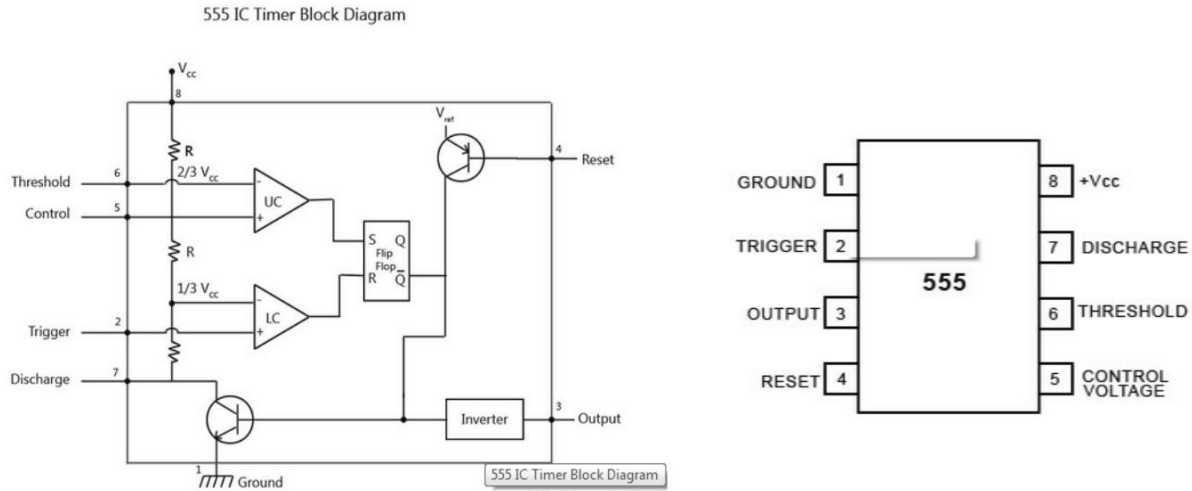 555 IC Timer Block Diagram
Vcc
8
R
Vref
4
Reset
6
2/3 Vcc
Threshold
-
UC
5
Control
+
S Q
Flip
Flop
R Q̅
R
1/3 Vcc
-
LC
2
Trigger
+
7
Discharge
3
Inverter
Output
1
Ground
555 IC Timer Block Diagram
GROUND 1
8 +Vcc
TRIGGER 2
7 DISCHARGE
555
OUTPUT 3
6 THRESHOLD
RESET 4
5 CONTROL
VOLTAGE